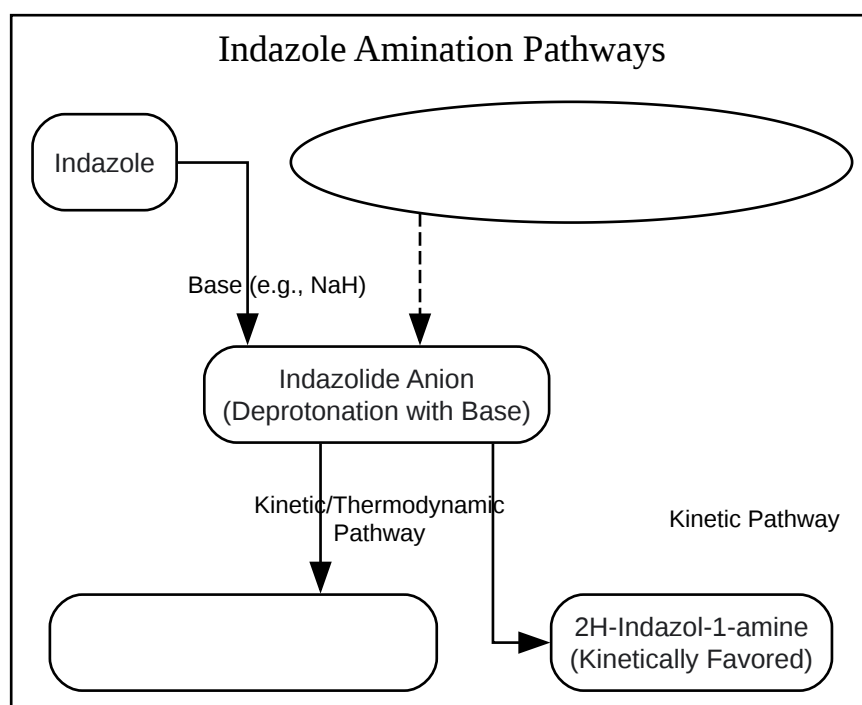 Indazole Amination Pathways
Indazole
Base (e.g., NaH)
Indazolide Anion
(Deprotonation with Base)
Kinetic/Thermodynamic
Pathway
Kinetic Pathway
2H-Indazol-1-amine
(Kinetically Favored)